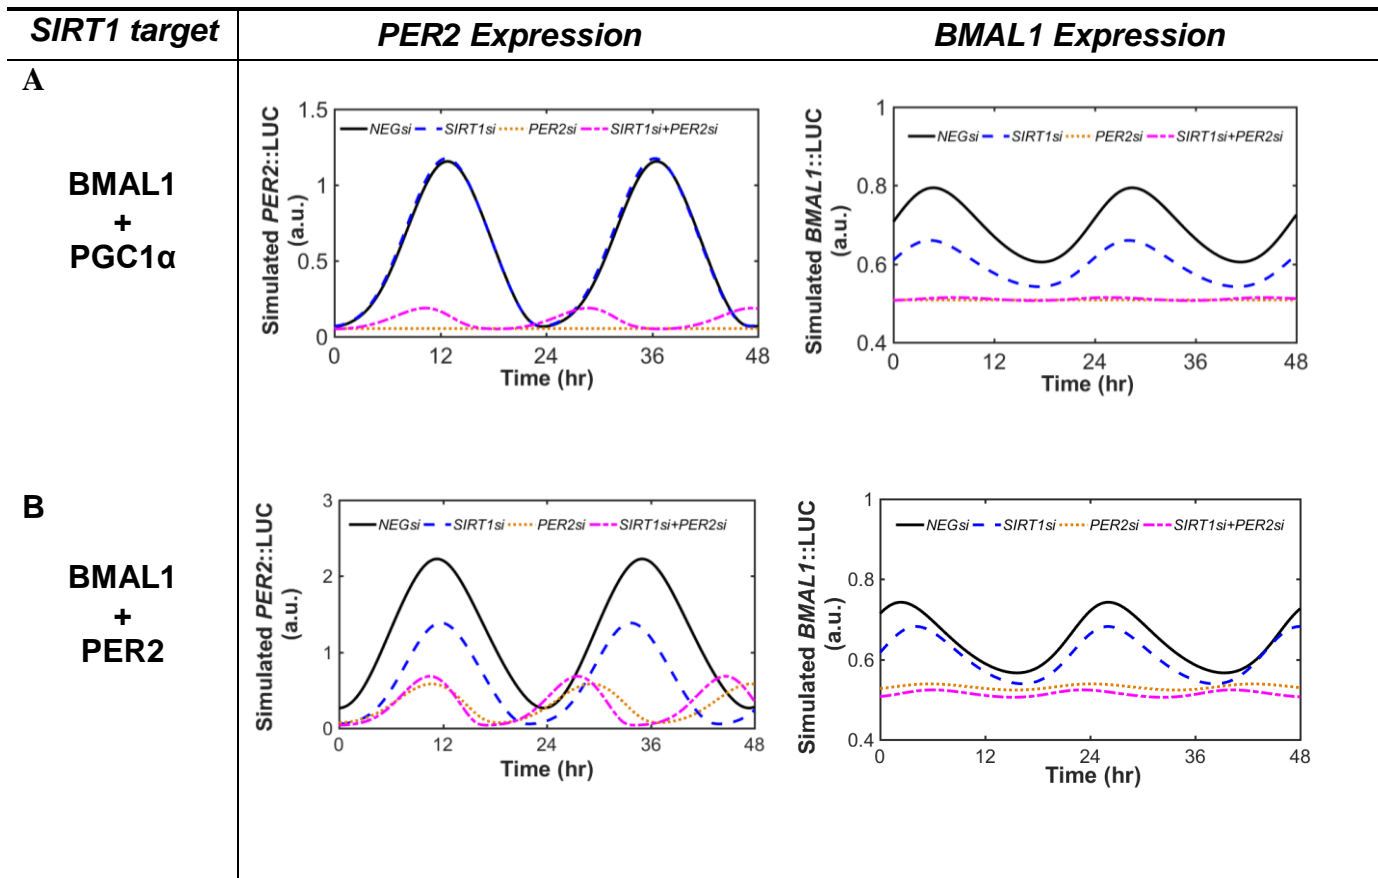 SIRT1 target PER2 Expression BMAL1 Expression
A
BMAL1
+
PGC1α
Simulated PER2::LUC
(a.u.)
1.5
1
0.5
0
NEGsi SIRT1si PER2si SIRT1si+PER2si
0 12 24 36 48
Time (hr)
Simulated BMAL1::LUC
(a.u.)
1
0.8
0.6
0.4
NEGsi SIRT1si PER2si SIRT1si+PER2si
0 12 24 36 48
Time (hr)
B
BMAL1
+
PER2
Simulated PER2::LUC
(a.u.)
3
2
1
0
NEGsi SIRT1si PER2si SIRT1si+PER2si
0 12 24 36 48
Time (hr)
Simulated BMAL1::LUC
(a.u.)
1
0.8
0.6
0.4
NEGsi SIRT1si PER2si SIRT1si+PER2si
0 12 24 36 48
Time (hr)